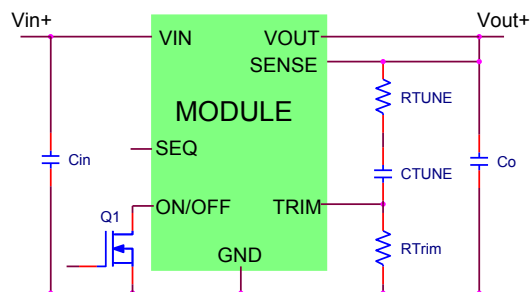 Vin+ Vout+
VIN VOUT
SENSE
RTUNE
MODULE
SEQ
Cin CTUNE Co
ON/OFF TRIM
Q1
RTrim
GND